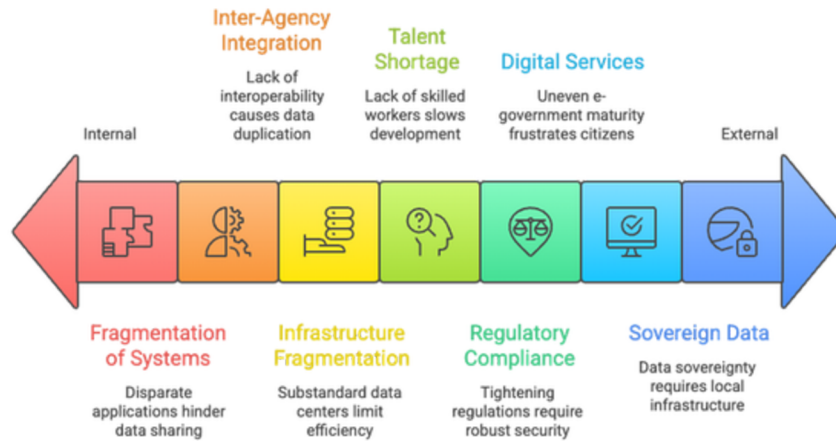 Inter-Agency
Integration
Lack of
interoperability
causes data
duplication
Talent
Shortage
Lack of skilled
workers slows
development
Digital Services
Uneven e-
government maturity
frustrates citizens
Internal
External
Fragmentation
of Systems
Disparate
applications hinder
data sharing
Infrastructure
Fragmentation
Substandard data
centers limit
efficiency
Regulatory
Compliance
Tightening
regulations require
robust security
Sovereign Data
Data sovereignty
requires local
infrastructure